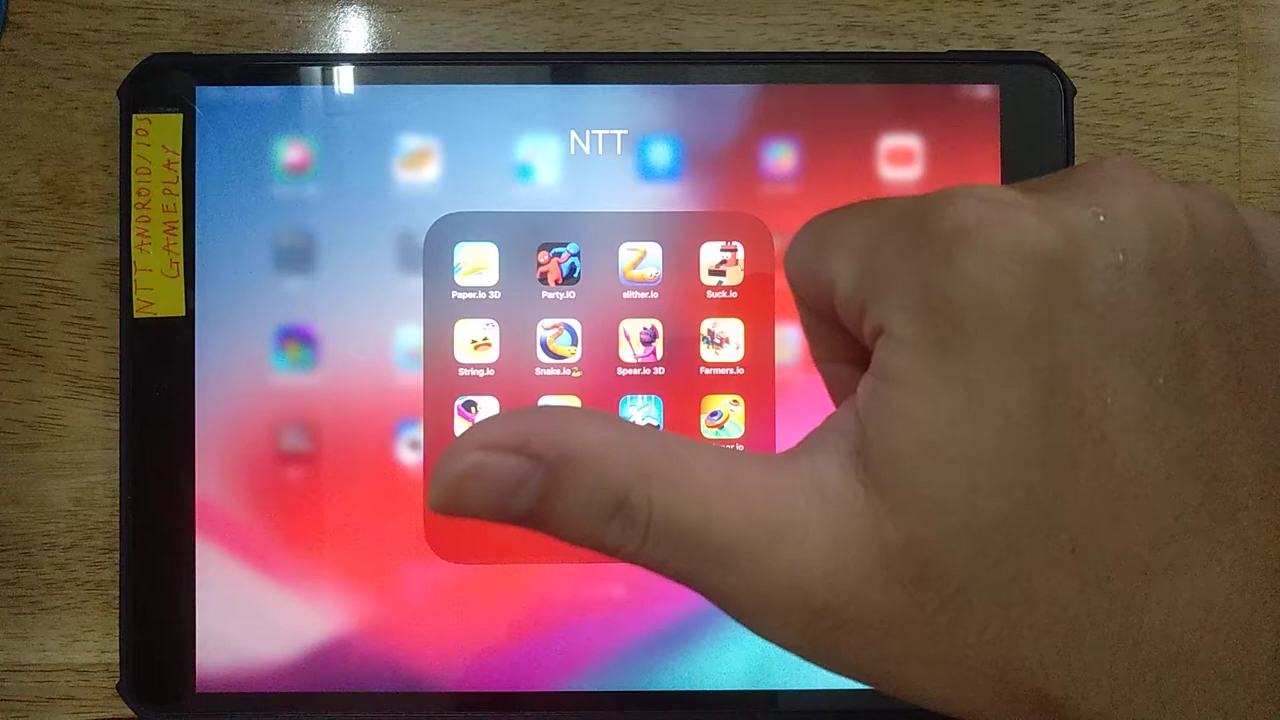 NTT ANDROID/IOS
GAMEPLAY
NTT
Paper.io 3D
Party.IO
slither.io
Suck.io
String.io
Snake.io🐍
Spear.io 3D
Farmers.io